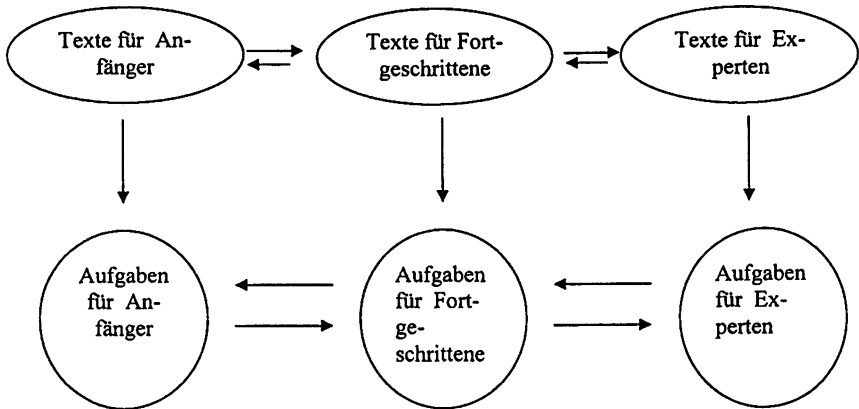 Texte für An-
fänger
Texte für Fort-
geschrittene
Texte für Ex-
perten
Aufgaben
für An-
fänger
Aufgaben
für Fort-
ge-
schrittene
Aufgaben
für Ex-
perten